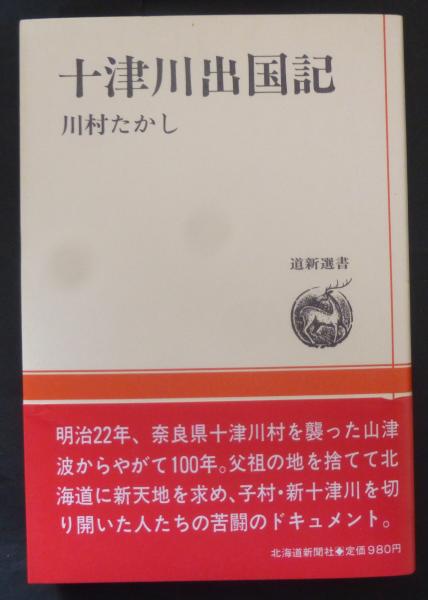 十津川出国記
川村たかし
道新選書
明治22年、奈良県十津川村を襲った山津
波からやがて100年。父祖の地を捨てて北
海道に新天地を求め、子村・新十津川を切
り開いた人たちの苦闘のドキュメント。
北海道新聞社◆定価980円